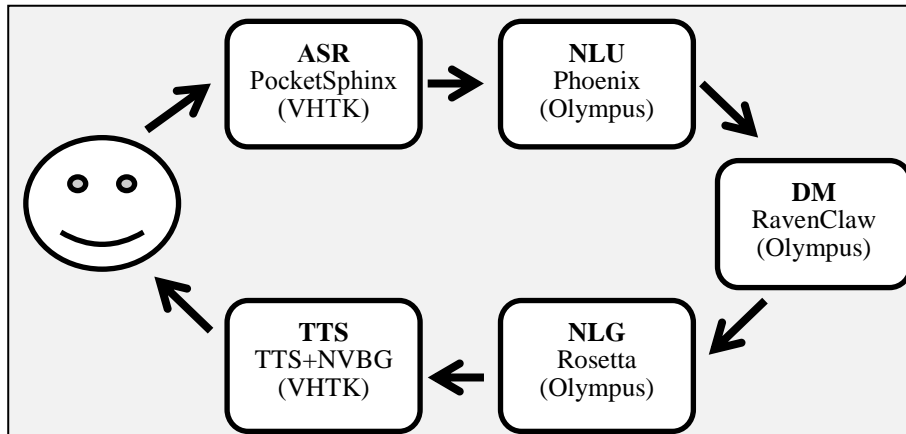 ASR
PocketSphinx
(VHTK)
NLU
Phoenix
(Olympus)
DM
RavenClaw
(Olympus)
NLG
Rosetta
(Olympus)
TTS
TTS+NVBG
(VHTK)